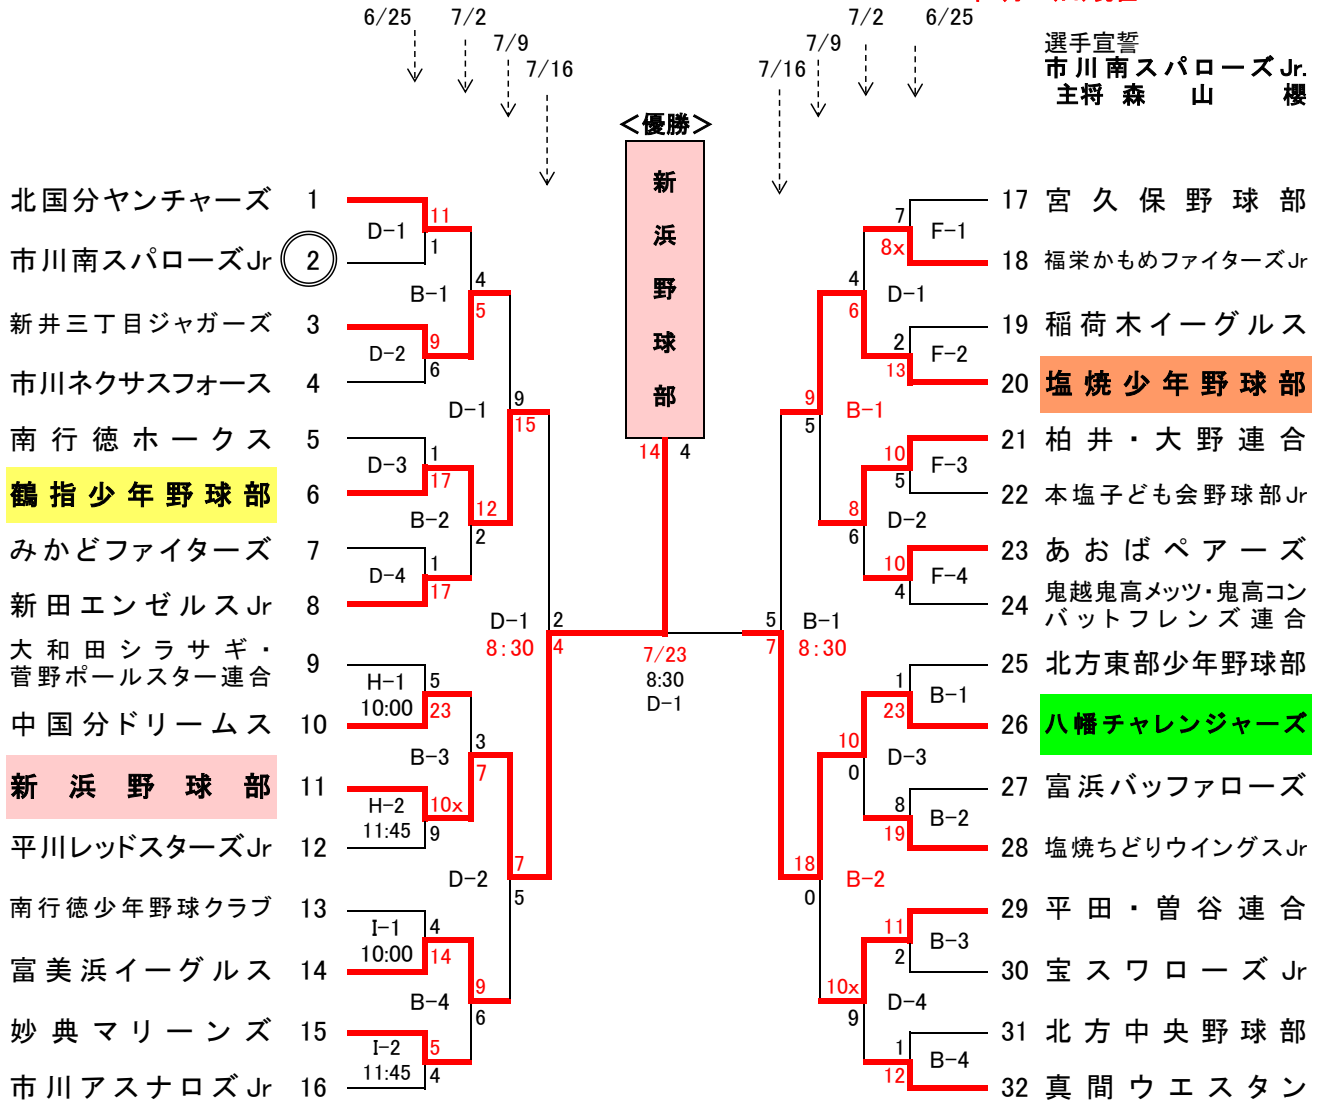 6/25 7/2 7/9 7/16
7/16 7/9 7/2 6/25
選手宣誓
市川南スパローズJr.
主将 森 山 櫻
<優勝>
新浜野球部
14 4
7/23
8:30
D-1
北国分ヤンチャーズ 1
D-1 11 1
市川南スパローズJr 2
B-1 4 5
新井三丁目ジャガーズ 3
D-2 9 6
市川ネクサスフォース 4
D-1 9 15
南行徳ホークス 5
D-3 1 17
鶴指少年野球部 6
B-2 12 2
みかどファイターズ 7
D-4 1 17
新田エンゼルスJr 8
D-1 2
8:30 4
大和田シラサギ・
菅野ポールスター連合 9
H-1 5
10:00 23
中国分ドリームス 10
B-3 3 7
新浜野球部 11
H-2 10x
11:45 9
平川レッドスターズJr 12
D-2 7 5
南行徳少年野球クラブ 13
I-1 4
10:00 14
富美浜イーグルス 14
B-4 9 6
妙典マリーンズ 15
I-2 5
11:45 4
市川アスナロズJr 16
17 宮久保野球部
7 8x F-1
18 福栄かもめファイターズJr
4 6 D-1
19 稲荷木イーグルス
2 13 F-2
20 塩焼少年野球部
9 5 B-1
21 柏井・大野連合
10 5 F-3
22 本塩子ども会野球部Jr
8 6 D-2
23 あおばペアーズ
10 4 F-4
24 鬼越鬼高メッツ・鬼高コン
バットフレンズ連合
5 B-1
7 8:30
25 北方東部少年野球部
1 23 B-1
26 八幡チャレンジャーズ
10 0 D-3
27 富浜バッファローズ
8 19 B-2
28 塩焼ちどりウイングスJr
18 0 B-2
29 平田・曽谷連合
11 2 B-3
30 宝スワローズJr
10x 9 D-4
31 北方中央野球部
1 12 B-4
32 真間ウエスタン